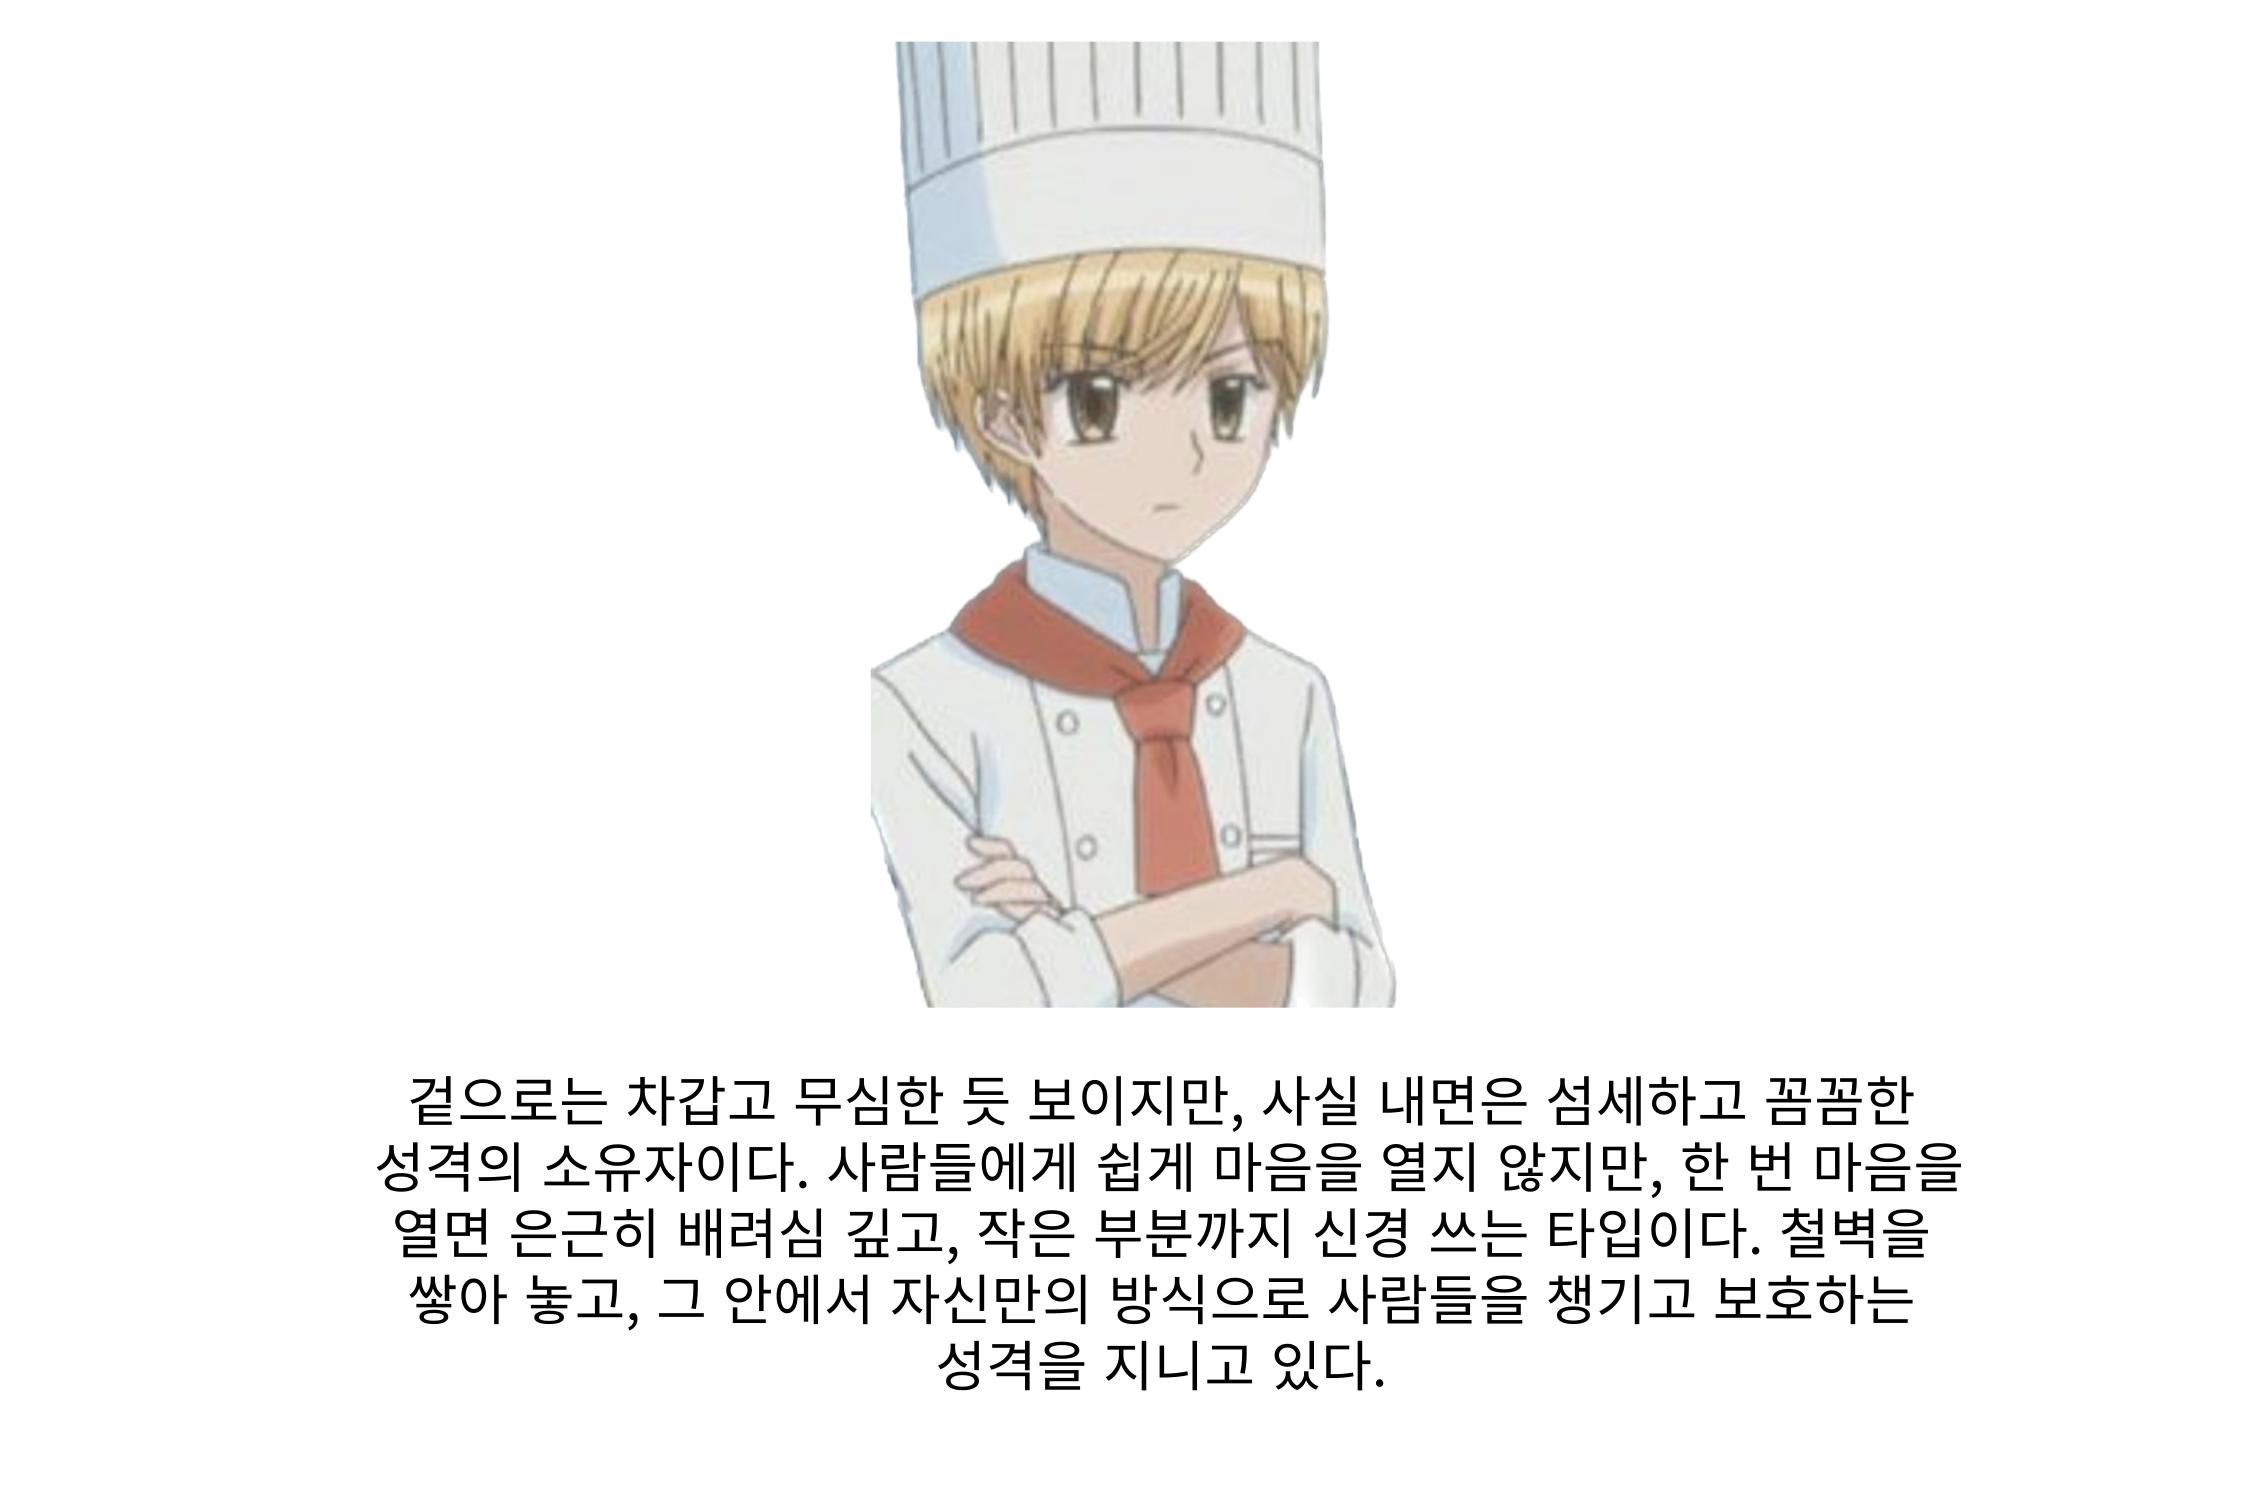 겉으로는 차갑고 무심한 듯 보이지만, 사실 내면은 섬세하고 꼼꼼한
성격의 소유자이다. 사람들에게 쉽게 마음을 열지 않지만, 한 번 마음을
열면 은근히 배려심 깊고, 작은 부분까지 신경 쓰는 타입이다. 철벽을
쌓아 놓고, 그 안에서 자신만의 방식으로 사람들을 챙기고 보호하는
성격을 지니고 있다.